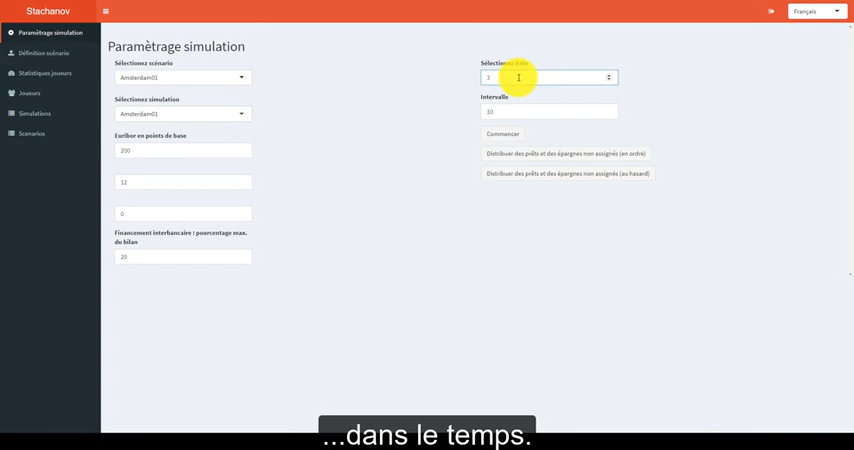 Stachanov
Français
Paramètrage simulation
Définition scénario
Statistiques joueurs
Joueurs
Simulations
Scenarios
Paramètrage simulation
Sélectionez scénario
Amsterdam01
Sélectionez simulation
Amsterdam01
Euribor en points de base
200
12
0
Financement interbancaire : pourcentage max.
du bilan
20
Sélectionez date
3
Intervalle
10
Commencer
Distribuer des prêts et des épargnes non assignés (en ordre)
Distribuer des prêts et des épargnes non assignés (au hasard)
...dans le temps.